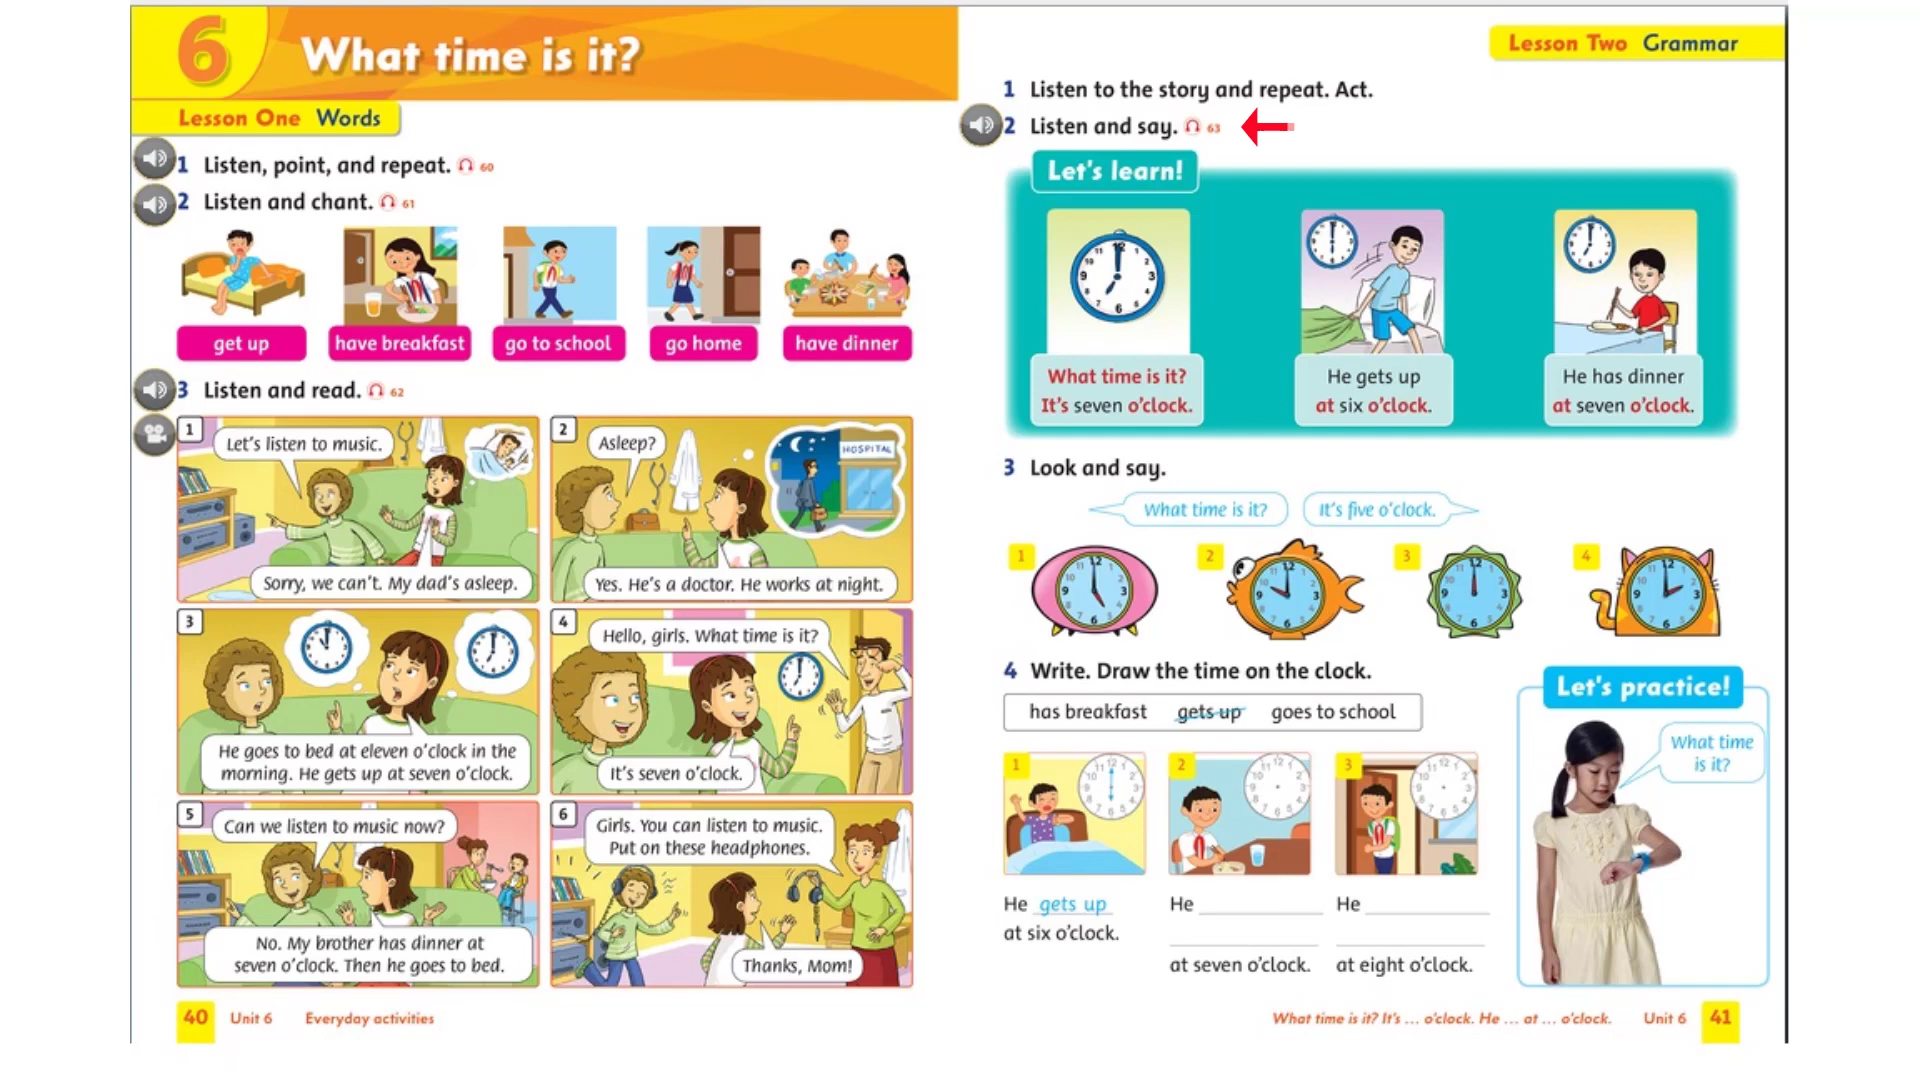 6
What time is it?
Lesson One Words
1 Listen, point, and repeat. 60
2 Listen and chant. 61
get up
have breakfast
go to school
go home
have dinner
3 Listen and read. 62
1
Let's listen to music.
Sorry, we can't. My dad's asleep.
2
Asleep?
HOSPITAL
Yes. He's a doctor. He works at night.
3
He goes to bed at eleven o'clock in the
morning. He gets up at seven o'clock.
4
Hello, girls. What time is it?
It's seven o'clock.
5
Can we listen to music now?
No. My brother has dinner at
seven o'clock. Then he goes to bed.
6
Girls. You can listen to music.
Put on these headphones.
Thanks, Mom!
40 Unit 6 Everyday activities
Lesson Two Grammar
1 Listen to the story and repeat. Act.
2 Listen and say. 63
Let's learn!
What time is it?
It's seven o'clock.
He gets up
at six o'clock.
He has dinner
at seven o'clock.
3 Look and say.
What time is it?
It's five o'clock.
1
2
3
4
4 Write. Draw the time on the clock.
has breakfast gets up goes to school
1
He gets up
at six o'clock.
2
He
at seven o'clock.
3
He
at eight o'clock.
Let's practice!
What time
is it?
What time is it? It's ... o'clock. He ... at ... o'clock. Unit 6 41